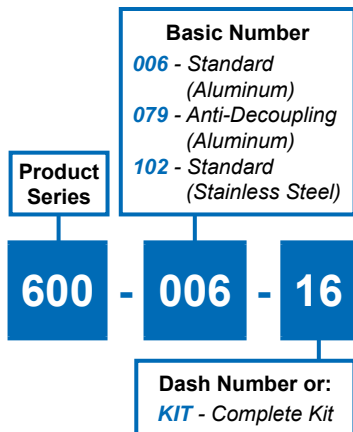 Basic Number
006 - Standard
(Aluminum)
079 - Anti-Decoupling
(Aluminum)
102 - Standard
(Stainless Steel)
Product
Series
600 - 006 - 16
Dash Number or:
KIT - Complete Kit